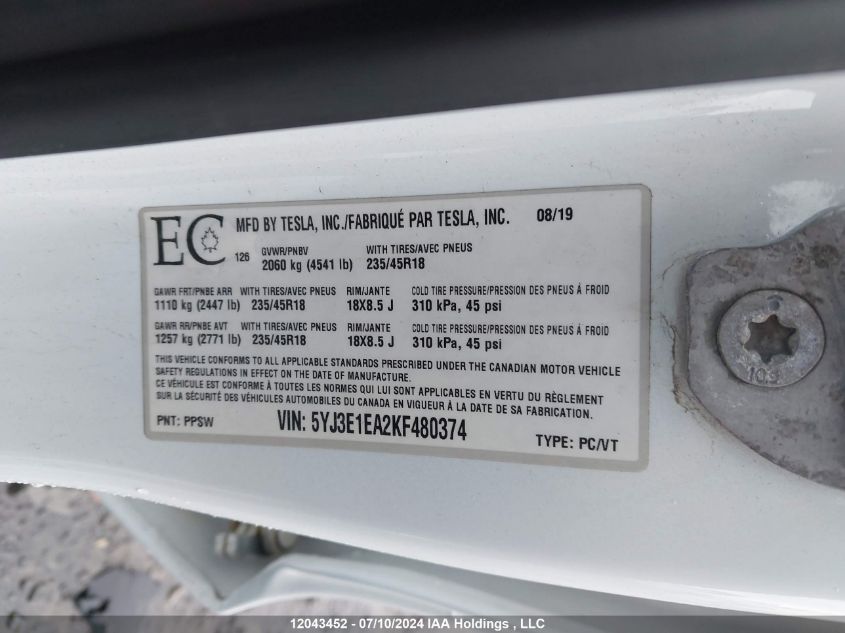 EC MFD BY TESLA, INC./FABRIQUÉ PAR TESLA, INC. 08/19
126 GVWR/PNBV WITH TIRES/AVEC PNEUS
2060 kg (4541 lb) 235/45R18
GAWR FRT/PNBE ARR WITH TIRES/AVEC PNEUS RIM/JANTE COLD TIRE PRESSURE/PRESSION DES PNEUS À FROID
1110 kg (2447 lb) 235/45R18 18X8.5 J 310 kPa, 45 psi
GAWR RR/PNBE AVT WITH TIRES/AVEC PNEUS RIM/JANTE COLD TIRE PRESSURE/PRESSION DES PNEUS À FROID
1257 kg (2771 lb) 235/45R18 18X8.5 J 310 kPa, 45 psi
THIS VEHICLE CONFORMS TO ALL APPLICABLE STANDARDS PRESCRIBED UNDER THE CANADIAN MOTOR VEHICLE
SAFETY REGULATIONS IN EFFECT ON THE DATE OF MANUFACTURE.
CE VÉHICULE EST CONFORME À TOUTES LES NORMES QUI LUI SONT APPLICABLES EN VERTU DU RÈGLEMENT
SUR LA SÉCURITÉ DES VÉHICULES AUTOMOBILES DU CANADA EN VIGUEUR À LA DATE DE SA FABRICATION.
PNT: PPSW VIN: 5YJ3E1EA2KF480374 TYPE: PC/VT
12043452 - 07/10/2024 IAA Holdings , LLC